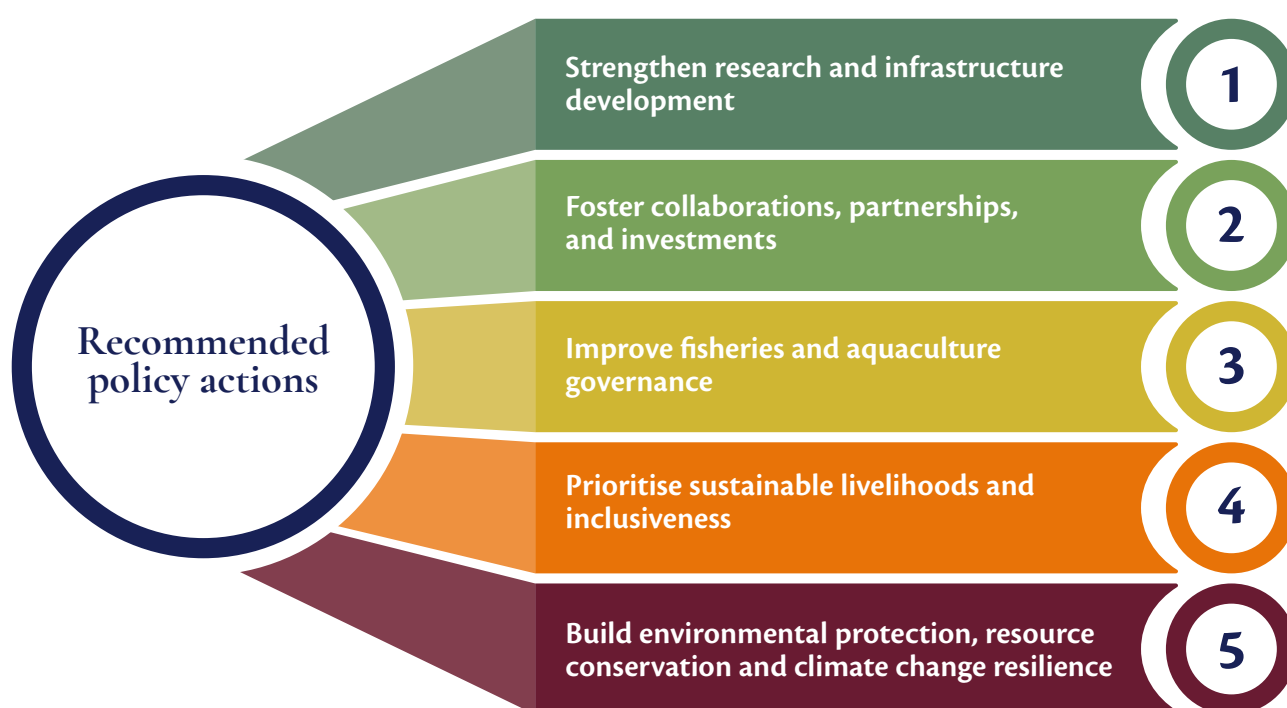 Recommended
policy actions
Strengthen research and infrastructure
development
1
Foster collaborations, partnerships,
and investments
2
Improve fisheries and aquaculture
governance
3
Prioritise sustainable livelihoods and
inclusiveness
4
Build environmental protection, resource
conservation and climate change resilience
5